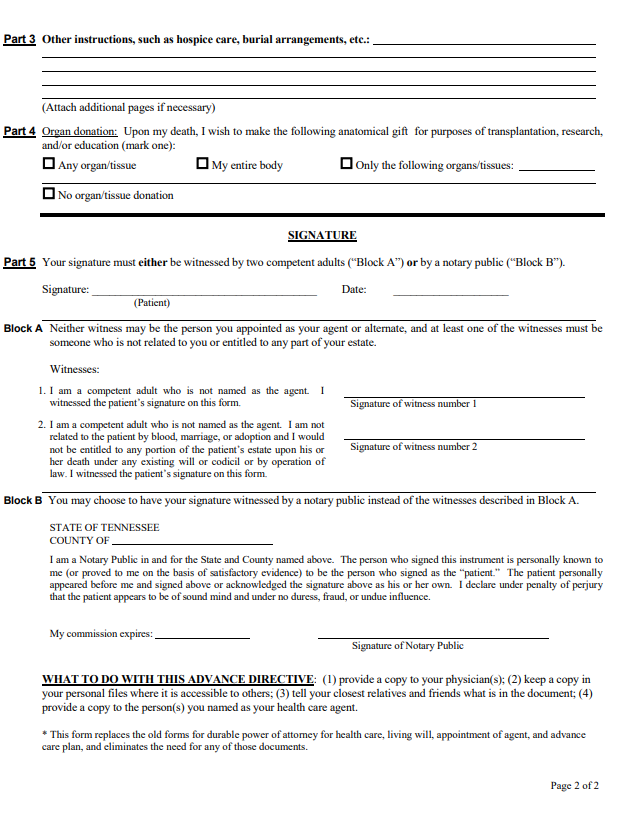 Part 3 Other instructions, such as hospice care, burial arrangements, etc.:
(Attach additional pages if necessary)
Part 4 Organ donation: Upon my death, I wish to make the following anatomical gift for purposes of transplantation, research,
and/or education (mark one):
Any organ/tissue My entire body Only the following organs/tissues:
No organ/tissue donation
SIGNATURE
Part 5 Your signature must either be witnessed by two competent adults (“Block A”) or by a notary public (“Block B”).
Signature: Date:
(Patient)
Block A Neither witness may be the person you appointed as your agent or alternate, and at least one of the witnesses must be
someone who is not related to you or entitled to any part of your estate.
Witnesses:
1. I am a competent adult who is not named as the agent. I
witnessed the patient’s signature on this form.
Signature of witness number 1
2. I am a competent adult who is not named as the agent. I am not
related to the patient by blood, marriage, or adoption and I would
not be entitled to any portion of the patient’s estate upon his or
her death under any existing will or codicil or by operation of
law. I witnessed the patient’s signature on this form.
Signature of witness number 2
Block B You may choose to have your signature witnessed by a notary public instead of the witnesses described in Block A.
STATE OF TENNESSEE
COUNTY OF
I am a Notary Public in and for the State and County named above. The person who signed this instrument is personally known to
me (or proved to me on the basis of satisfactory evidence) to be the person who signed as the “patient.” The patient personally
appeared before me and signed above or acknowledged the signature above as his or her own. I declare under penalty of perjury
that the patient appears to be of sound mind and under no duress, fraud, or undue influence.
My commission expires:
Signature of Notary Public
WHAT TO DO WITH THIS ADVANCE DIRECTIVE: (1) provide a copy to your physician(s); (2) keep a copy in
your personal files where it is accessible to others; (3) tell your closest relatives and friends what is in the document; (4)
provide a copy to the person(s) you named as your health care agent.
* This form replaces the old forms for durable power of attorney for health care, living will, appointment of agent, and advance
care plan, and eliminates the need for any of those documents.
Page 2 of 2